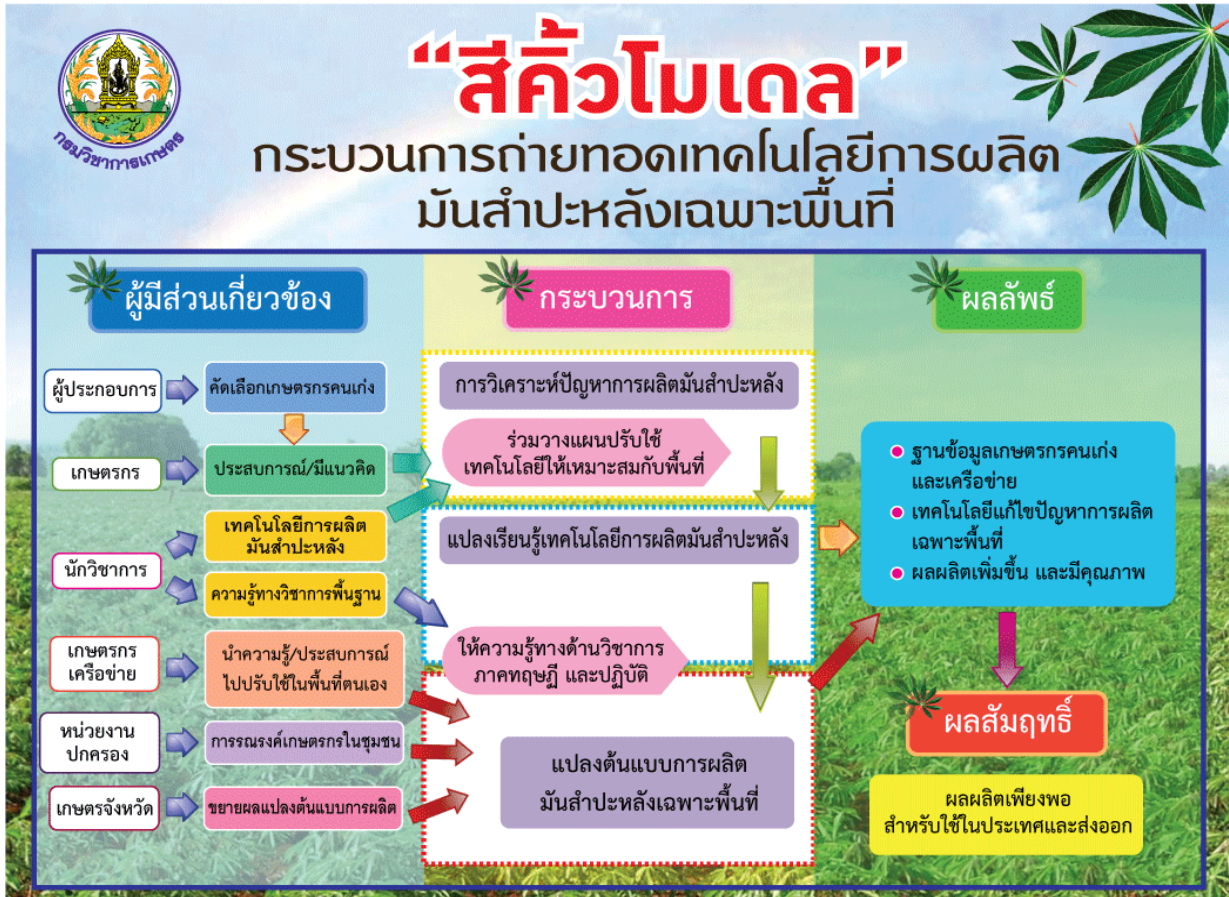 กรมวิชาการเกษตร
“สีคิ้วโมเดล”
กระบวนการถ่ายทอดเทคโนโลยีการผลิต
มันสำปะหลังเฉพาะพื้นที่
ผู้มีส่วนเกี่ยวข้อง
ผู้ประกอบการ
คัดเลือกเกษตรกรคนเก่ง
เกษตรกร
ประสบการณ์/มีแนวคิด
นักวิชาการ
เทคโนโลยีการผลิต
มันสำปะหลัง
ความรู้ทางวิชาการพื้นฐาน
เกษตรกร
เครือข่าย
นำความรู้/ประสบการณ์
ไปปรับใช้ในพื้นที่ตนเอง
หน่วยงาน
ปกครอง
การรณรงค์เกษตรกรในชุมชน
เกษตรจังหวัด
ขยายผลแปลงต้นแบบการผลิต
กระบวนการ
การวิเคราะห์ปัญหาการผลิตมันสำปะหลัง
ร่วมวางแผนปรับใช้
เทคโนโลยีให้เหมาะสมกับพื้นที่
แปลงเรียนรู้เทคโนโลยีการผลิตมันสำปะหลัง
ให้ความรู้ทางด้านวิชาการ
ภาคทฤษฎี และปฏิบัติ
แปลงต้นแบบการผลิต
มันสำปะหลังเฉพาะพื้นที่
ผลลัพธ์
ฐานข้อมูลเกษตรกรคนเก่ง
และเครือข่าย
เทคโนโลยีแก้ไขปัญหาการผลิต
เฉพาะพื้นที่
ผลผลิตเพิ่มขึ้น และมีคุณภาพ
ผลสัมฤทธิ์
ผลผลิตเพียงพอ
สำหรับใช้ในประเทศและส่งออก